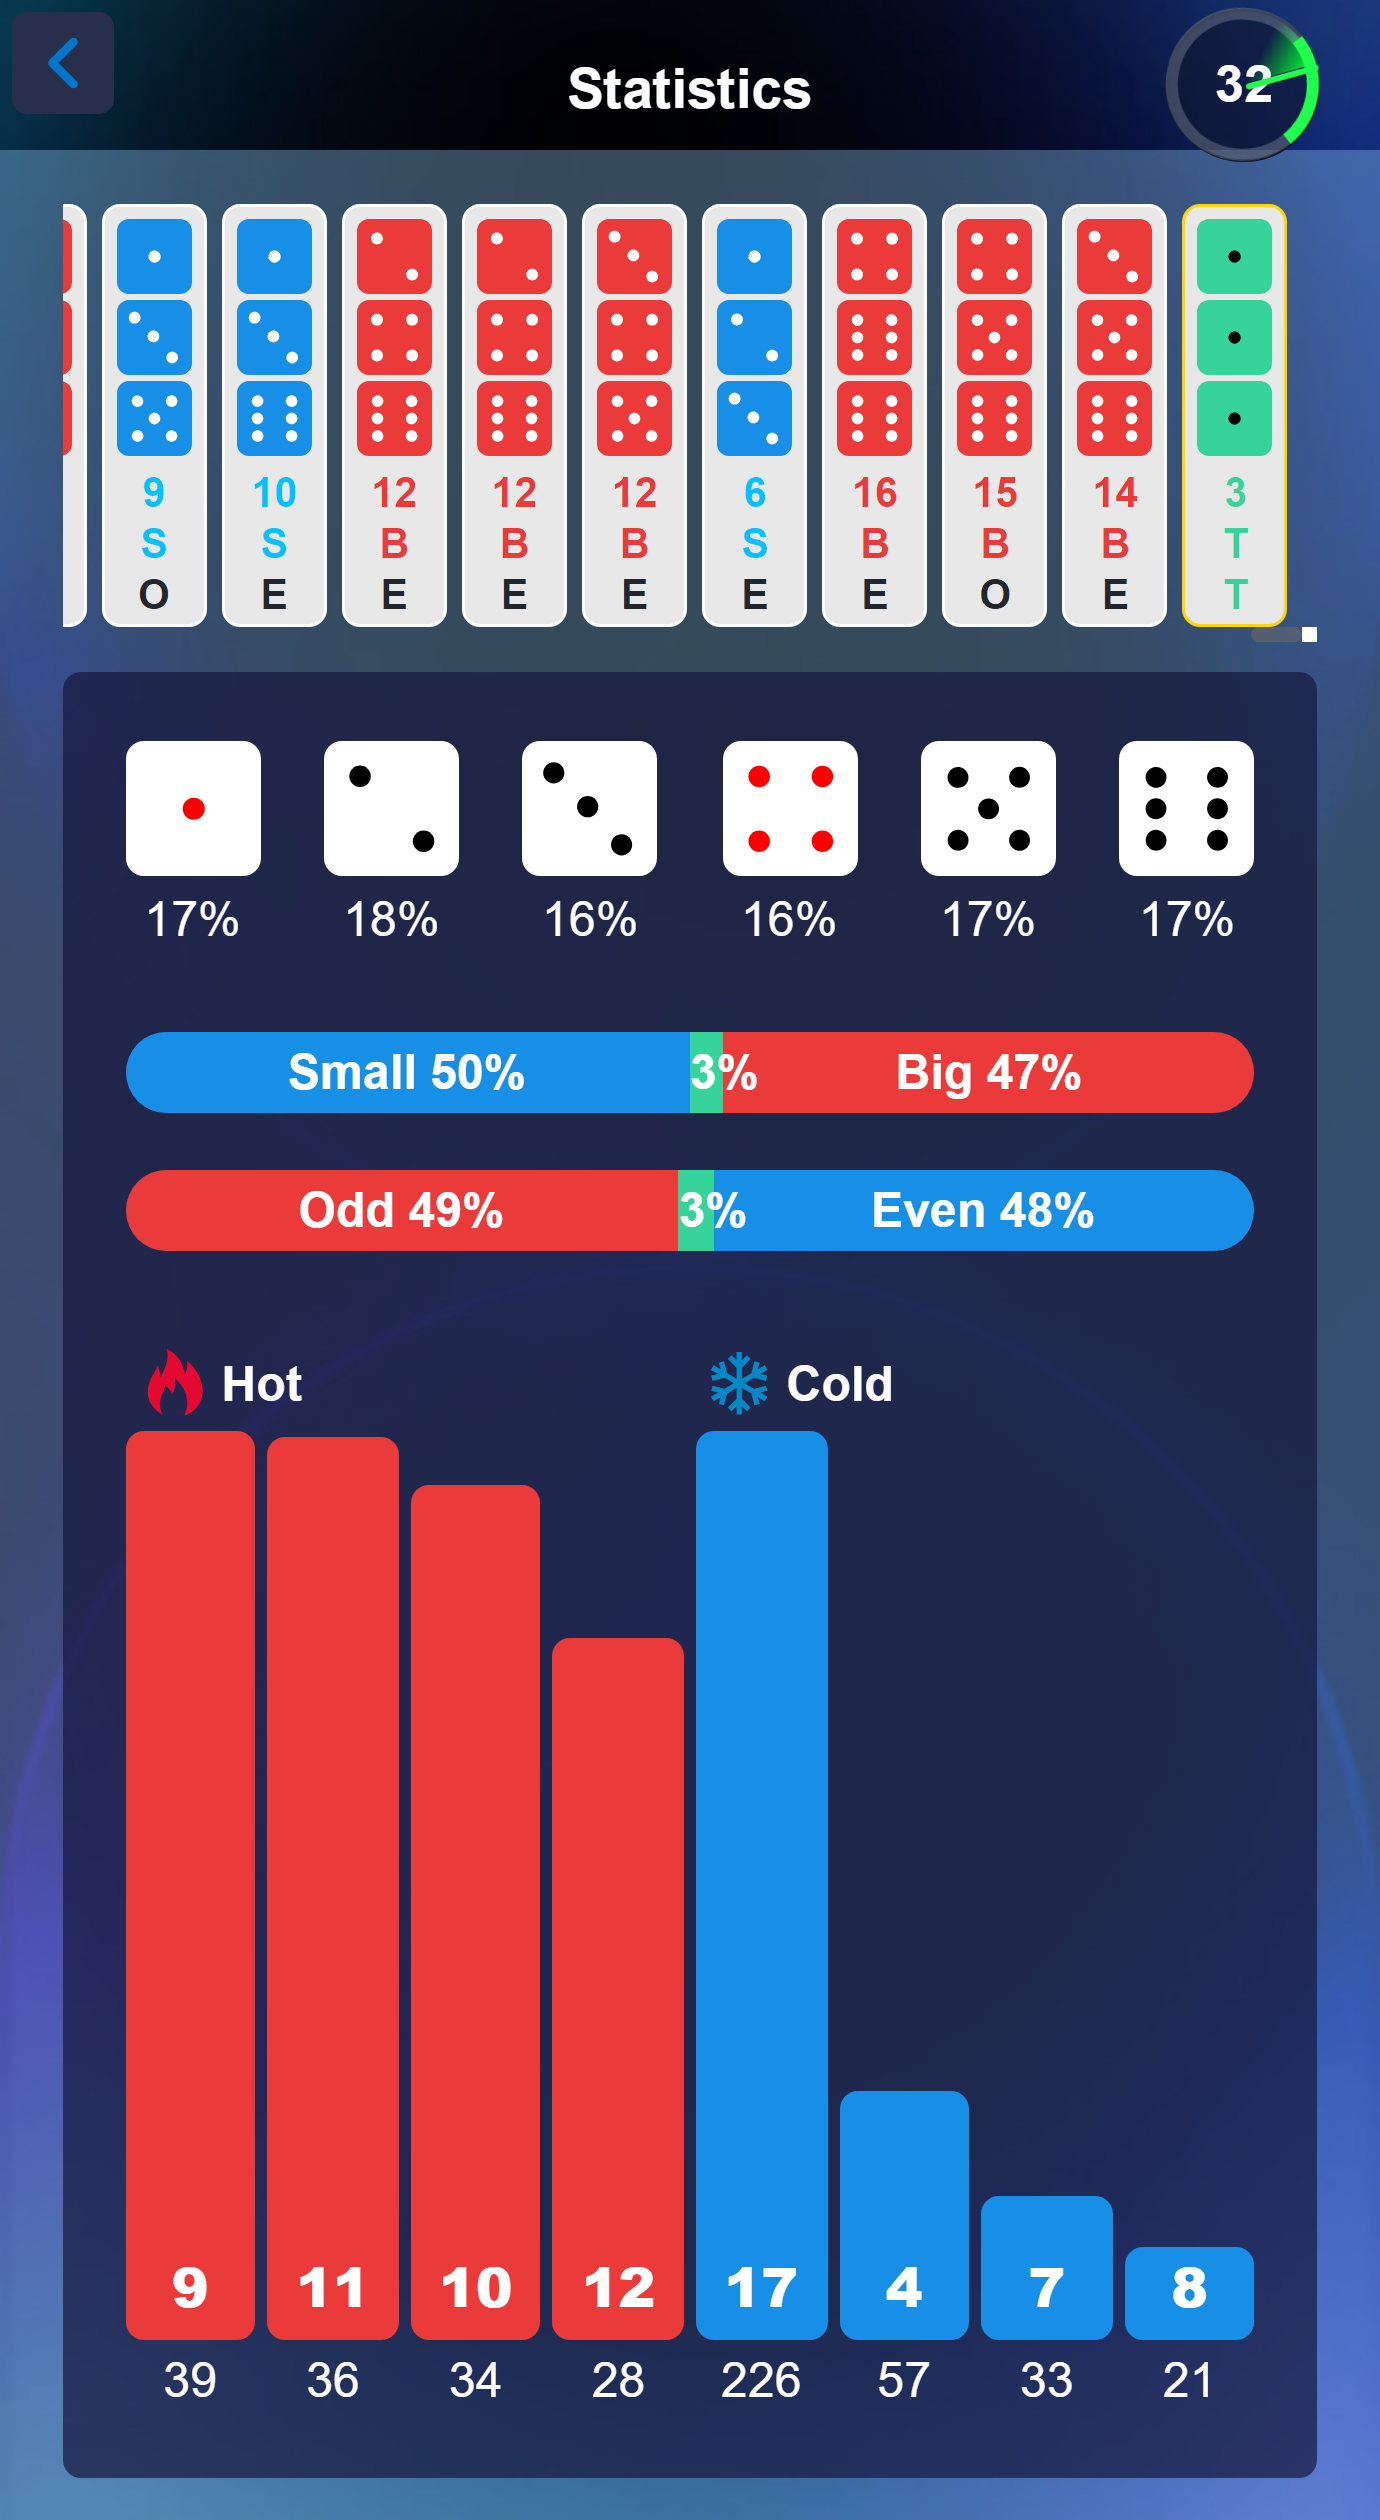 Statistics
32
9 10 12 12 12 6 16 15 14 3
S S B B B S B B B T
O E E E E E E O E T
17% 18% 16% 16% 17% 17%
Small 50% 3% Big 47%
Odd 49% 3% Even 48%
Hot Cold
9 11 10 12 17 4 7 8
39 36 34 28 226 57 33 21